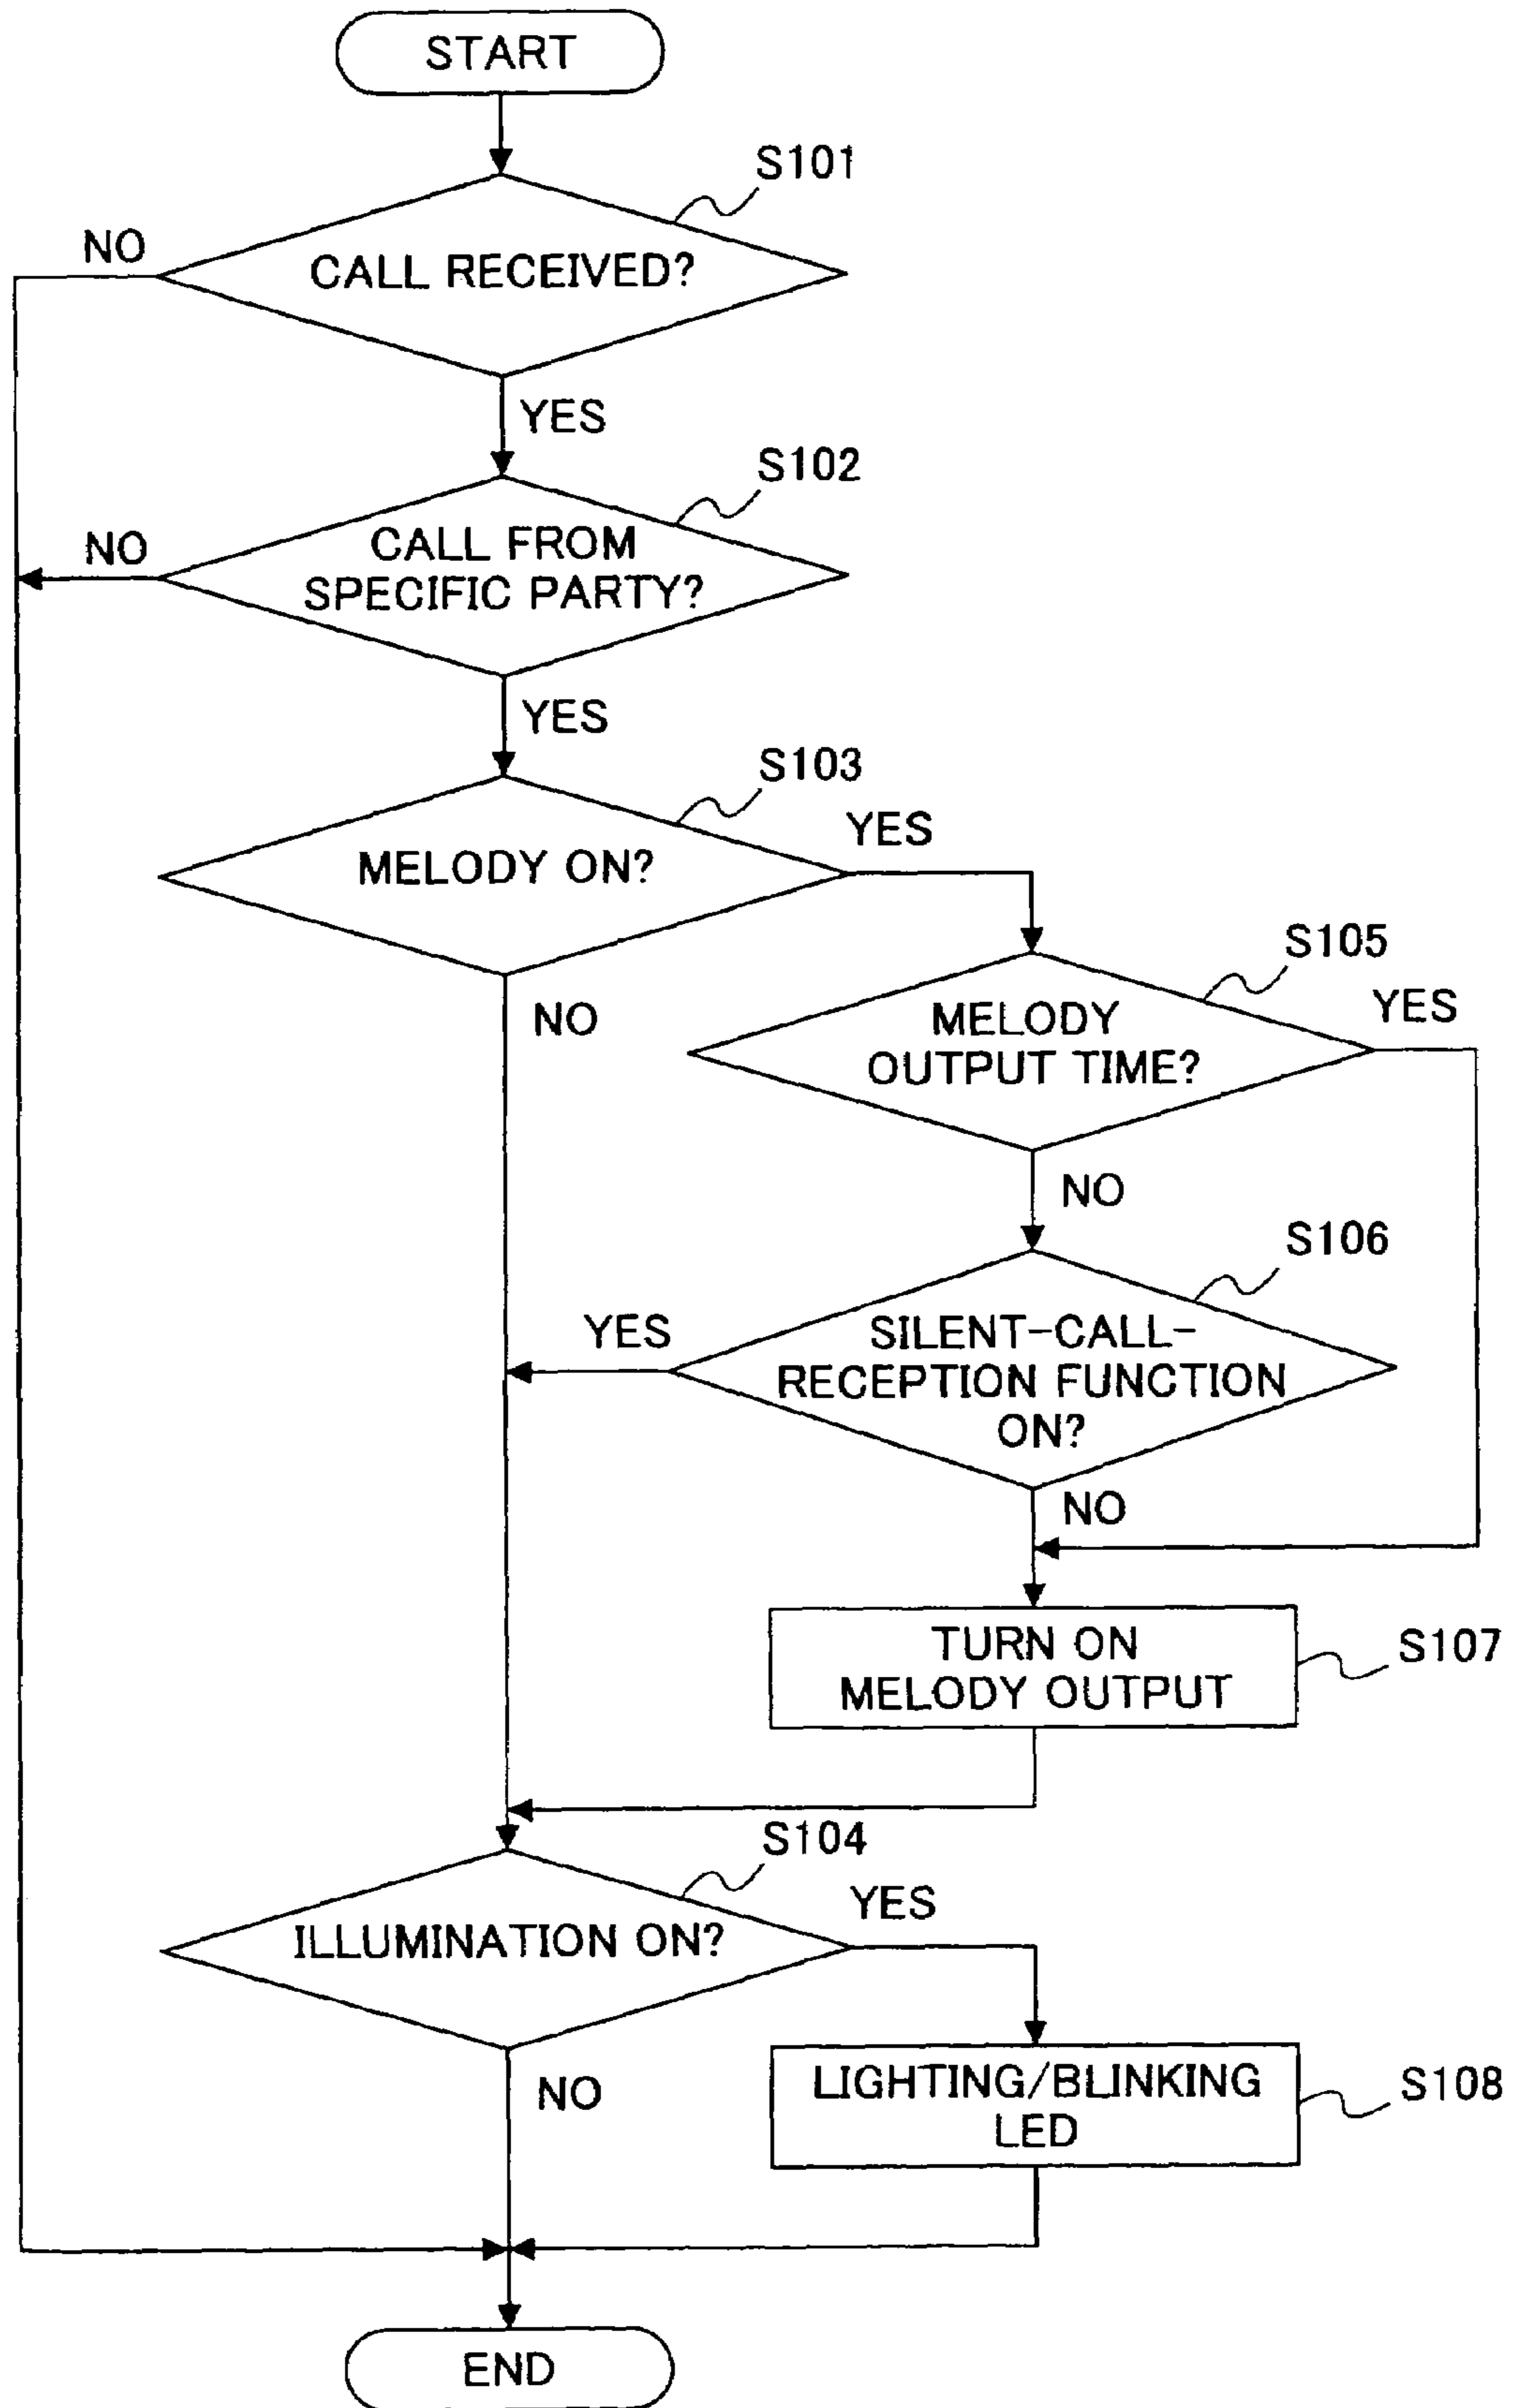 START
S101
NO
CALL RECEIVED?
YES
S102
NO
CALL FROM
SPECIFIC PARTY?
YES
S103
YES
MELODY ON?
NO
S105
YES
MELODY
OUTPUT TIME?
NO
S106
YES
SILENT-CALL-
RECEPTION FUNCTION
ON?
NO
TURN ON
MELODY OUTPUT
S107
S104
YES
ILLUMINATION ON?
NO
LIGHTING/BLINKING
LED
S108
END